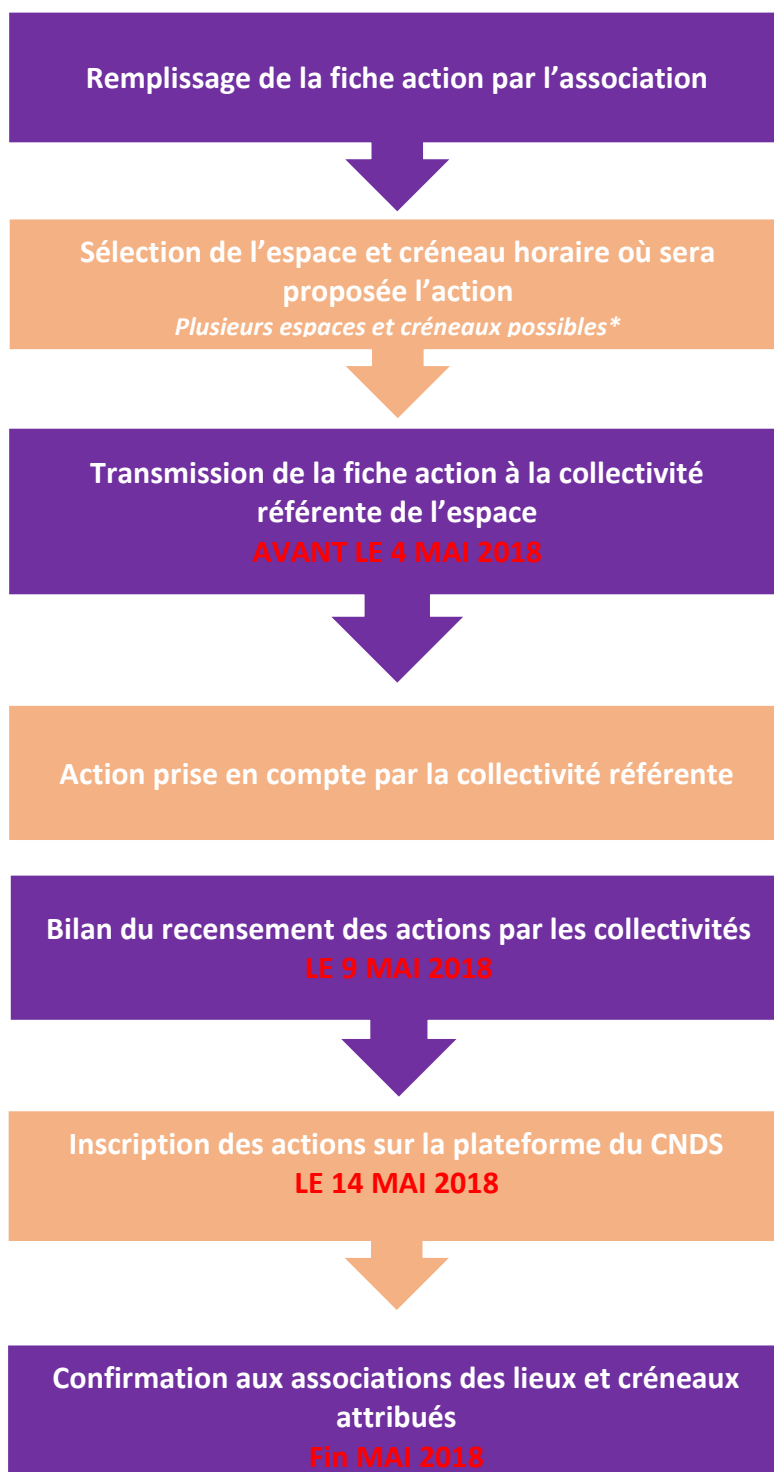 Remplissage de la fiche action par l’association
Sélection de l’espace et créneau horaire où sera
proposée l’action
Plusieurs espaces et créneaux possibles*
Transmission de la fiche action à la collectivité
référente de l’espace
AVANT LE 4 MAI 2018
Action prise en compte par la collectivité référente
Bilan du recensement des actions par les collectivités
LE 9 MAI 2018
Inscription des actions sur la plateforme du CNDS
LE 14 MAI 2018
Confirmation aux associations des lieux et créneaux
attribués
Fin MAI 2018